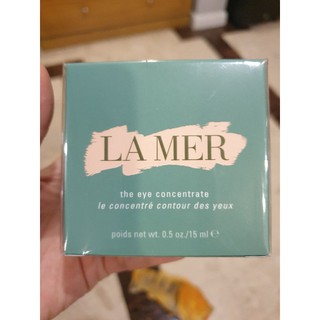 LA MER
the eye concentrate
le concentré contour des yeux
poids net wt. 0.5 oz./15 ml ℮